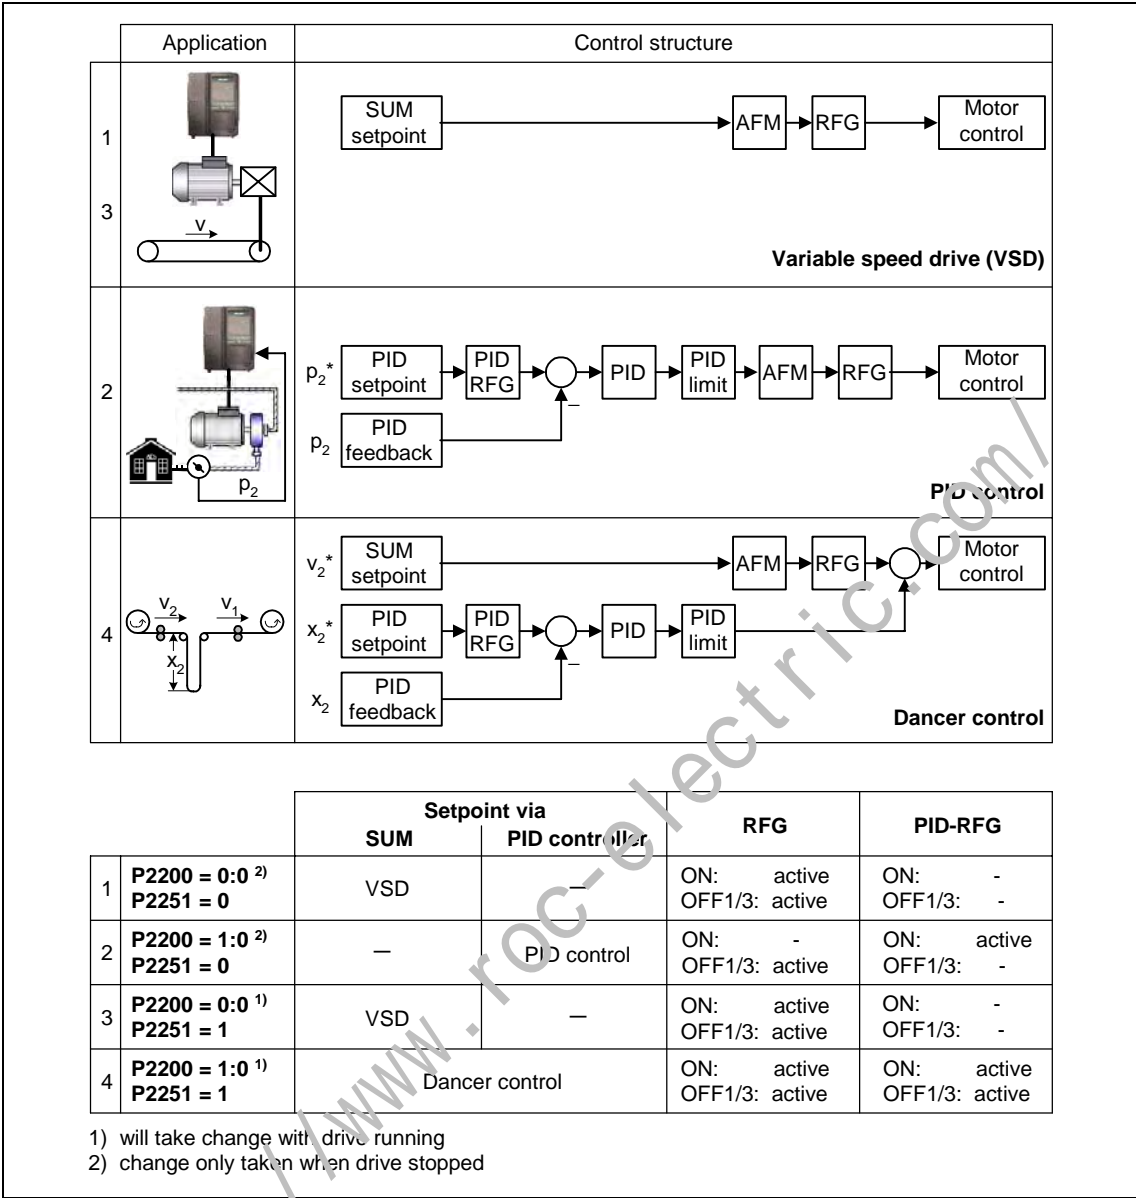 Application Control structure
1
SUM setpoint AFM RFG Motor control
3
v
Variable speed drive (VSD)
2
p2* PID setpoint PID RFG PID PID limit AFM RFG Motor control
p2 PID feedback
–
p2
PID control
4
v2* SUM setpoint AFM RFG Motor control
v2 v1
x2
x2* PID setpoint PID RFG PID PID limit
–
x2 PID feedback
Dancer control
Setpoint via
SUM PID controller RFG PID-RFG
1 P2200 = 0:0 2) VSD – ON: active ON: -
P2251 = 0 OFF1/3: active OFF1/3: -
2 P2200 = 1:0 2) – PID control ON: - ON: active
P2251 = 0 OFF1/3: active OFF1/3: -
3 P2200 = 0:0 1) VSD – ON: active ON: -
P2251 = 1 OFF1/3: active OFF1/3: -
4 P2200 = 1:0 1) Dancer control ON: active ON: active
P2251 = 1 OFF1/3: active OFF1/3: active
1) will take change with drive running
2) change only taken when drive stopped
//www.roc-electric.com/